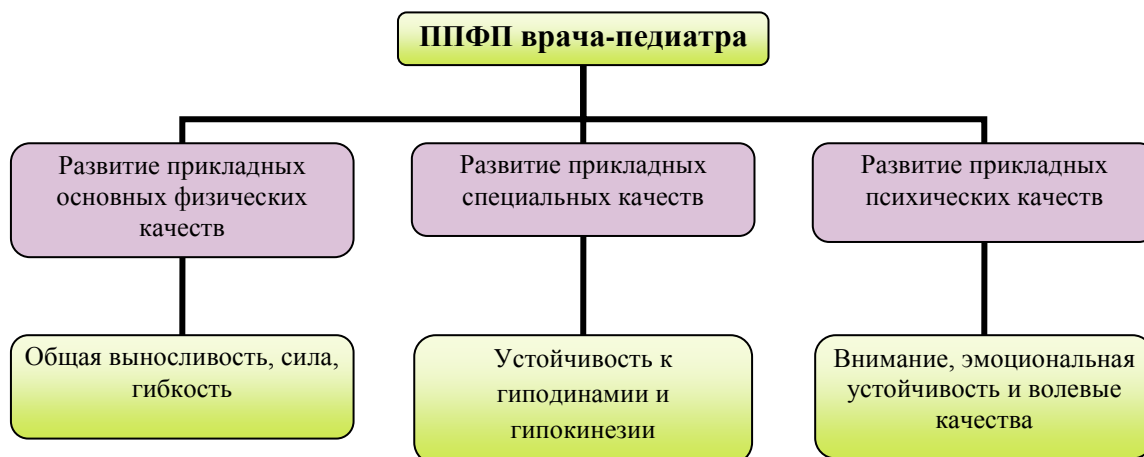 ППФП врача-педиатра
Развитие прикладных
основных физических
качеств
Развитие прикладных
специальных качеств
Развитие прикладных
психических качеств
Общая выносливость, сила,
гибкость
Устойчивость к
гиподинамии и
гипокинезии
Внимание, эмоциональная
устойчивость и волевые
качества